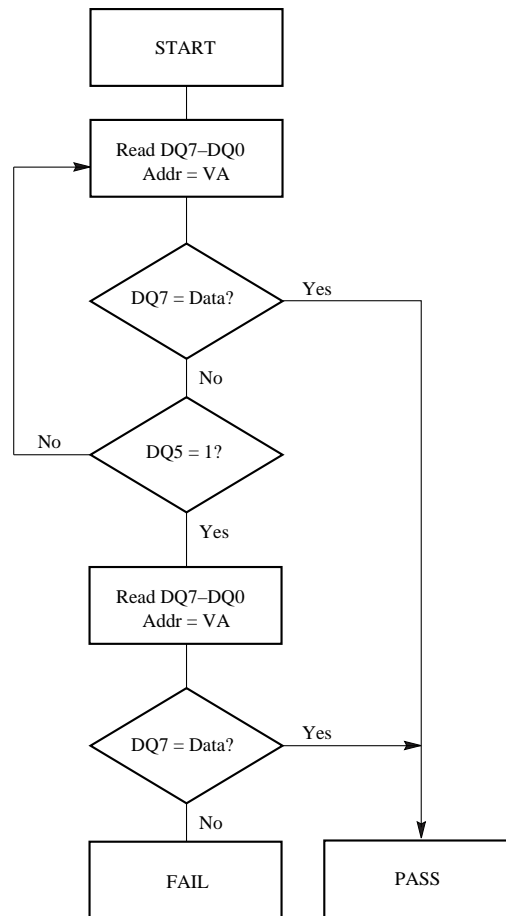 START
Read DQ7–DQ0
Addr = VA
DQ7 = Data?
Yes
No
No
DQ5 = 1?
Yes
Read DQ7–DQ0
Addr = VA
DQ7 = Data?
Yes
No
FAIL
PASS